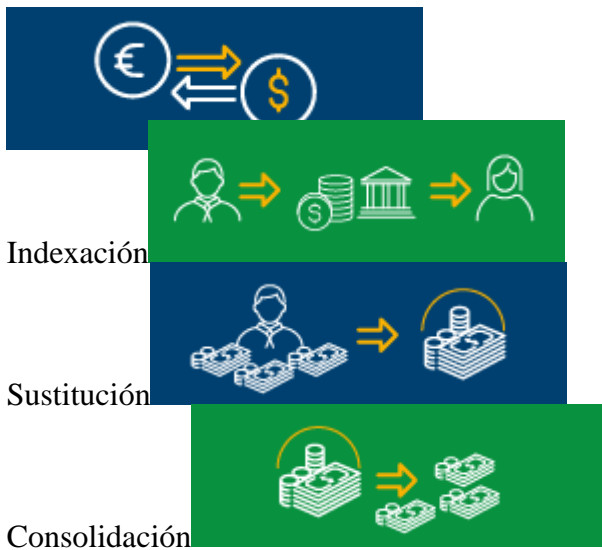 €
$
Indexación
$
Sustitución
Consolidación